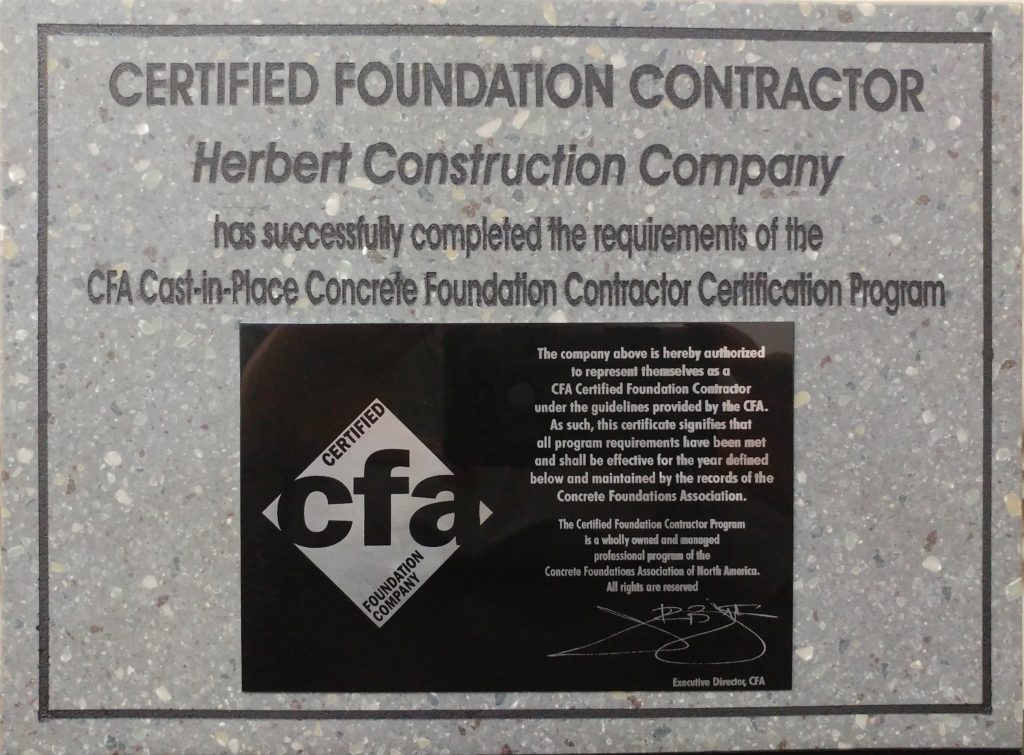 CERTIFIED FOUNDATION CONTRACTOR
Herbert Construction Company
has successfully completed the requirements of the
CFA Cast-in-Place Concrete Foundation Contractor Certification Program
CERTIFIED
cfa
FOUNDATION
COMPANY
The company above is hereby authorized
to represent themselves as a
CFA Certified Foundation Contractor
under the guidelines provided by the CFA.
As such, this certificate signifies that
all program requirements have been met
and shall be effective for the year defined
below and maintained by the records of the
Concrete Foundations Association.
The Certified Foundation Contractor Program
is a wholly owned and managed
professional program of the
Concrete Foundations Association of North America.
All rights are reserved
Executive Director, CFA